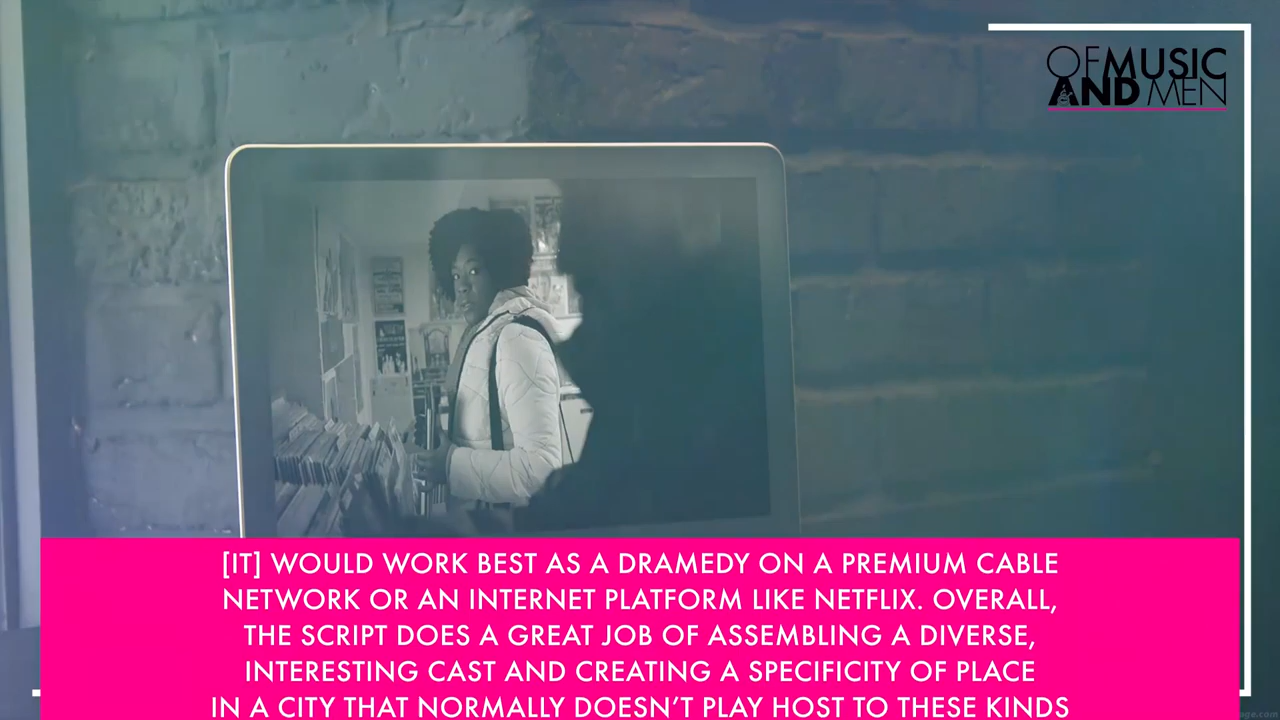 OF MUSIC
AND MEN
[IT] WOULD WORK BEST AS A DRAMEDY ON A PREMIUM CABLE
NETWORK OR AN INTERNET PLATFORM LIKE NETFLIX. OVERALL,
THE SCRIPT DOES A GREAT JOB OF ASSEMBLING A DIVERSE,
INTERESTING CAST AND CREATING A SPECIFICITY OF PLACE
IN A CITY THAT NORMALLY DOESN’T PLAY HOST TO THESE KINDS